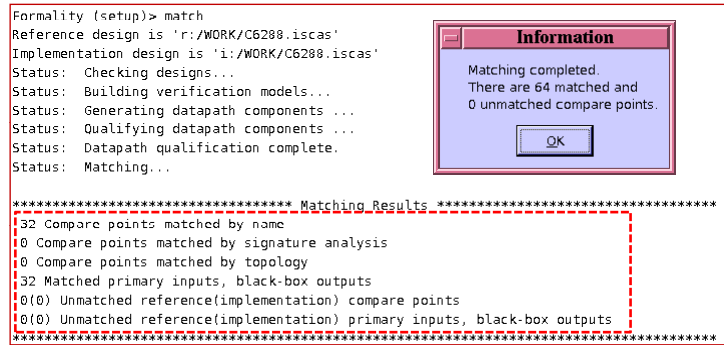 Formality (setup)> match
Reference design is 'r:/WORK/C6288.iscas'
Implementation design is 'i:/WORK/C6288.iscas'
Status:  Checking designs...
Status:  Building verification models...
Status:  Generating datapath components ...
Status:  Qualifying datapath components ...
Status:  Datapath qualification complete.
Status:  Matching...
Information
Matching completed.
There are 64 matched and
0 unmatched compare points.
OK
*********************************** Matching Results ***********************************
32 Compare points matched by name
0 Compare points matched by signature analysis
0 Compare points matched by topology
32 Matched primary inputs, black-box outputs
0(0) Unmatched reference(implementation) compare points
0(0) Unmatched reference(implementation) primary inputs, black-box outputs
****************************************************************************************